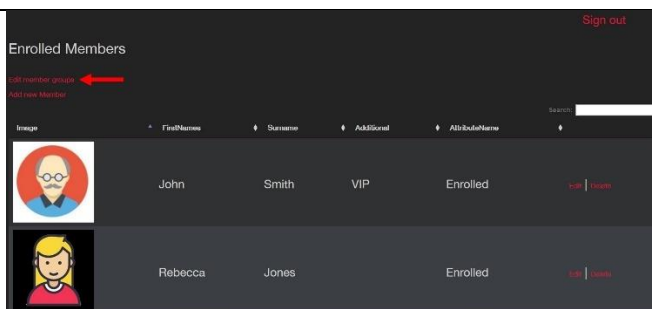 Sign out
Enrolled Members
Edit member groups
Add new Member
Search:
Image FirstNames Surname Additional AttributeName
John Smith VIP Enrolled Edit | Delete
Rebecca Jones Enrolled Edit | Delete